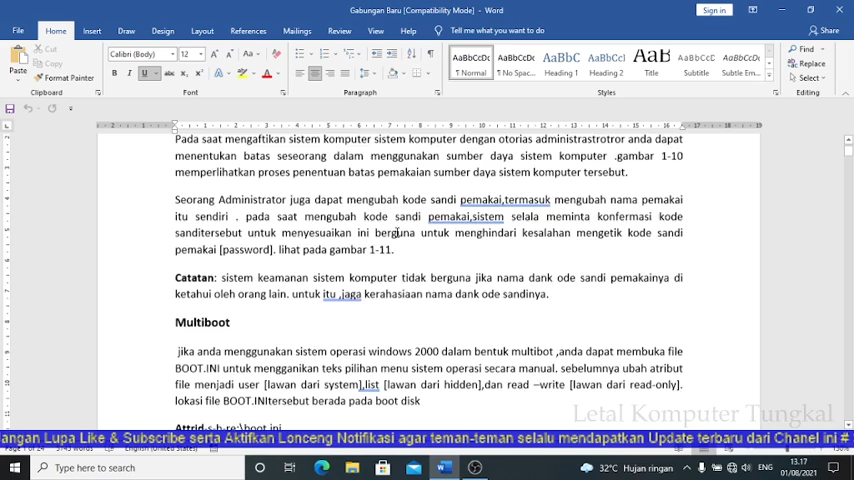 Gabungan Baru [Compatibility Mode] - Word
Sign in
File Home Insert Design Layout References Mailings Review View Help Tell me what you want to do Share
Cut
Copy
Format Painter
Paste
Clipboard
Calibri (Body) 12
Font
Paragraph
AaBbCcDc AaBbCcDc AaBbC AaBbCcI AaB AaBbCcD AaBbCcDc
¶ Normal ¶ No Spac... Heading 1 Heading 2 Title Subtitle Subtle Em...
Styles
Find
Replace
Select
Editing
Pada saat mengaftikan sistem komputer sistem komputer dengan otorias administrastrotror anda dapat
menentukan batas seseorang dalam menggunakan sumber daya sistem komputer .gambar 1-10
memperlihatkan proses penentuan batas pemakaian sumber daya sistem komputer tersebut.
Seorang Administrator juga dapat mengubah kode sandi pemakai,termasuk mengubah nama pemakai
itu sendiri . pada saat mengubah kode sandi pemakai,sistem selala meminta konfermasi kode
sanditersebut untuk menyesuaikan ini berguna untuk menghindari kesalahan mengetik kode sandi
pemakai [password]. lihat pada gambar 1-11.
Catatan: sistem keamanan sistem komputer tidak berguna jika nama dank ode sandi pemakainya di
ketahui oleh orang lain. untuk itu ,jaga kerahasiaan nama dank ode sandinya.
Multiboot
jika anda menggunakan sistem operasi windows 2000 dalam bentuk multibot ,anda dapat membuka file
BOOT.INI untuk mengganikan teks pilihan menu sistem operasi secara manual. sebelumnya ubah atribut
file menjadi user [lawan dari system],list [lawan dari hidden],dan read –write [lawan dari read-only].
lokasi file BOOT.INItersebut berada pada boot disk
Letal Komputer Tungkal
Attrid-s-h-re:\boot ini
angan Lupa Like & Subscribe serta Aktifkan Lonceng Notifikasi agar teman-teman selalu mendapatkan Update terbaru dari Chanel ini #
150%
Type here to search
32°C Hujan ringan
ENG
13.17
01/08/2021